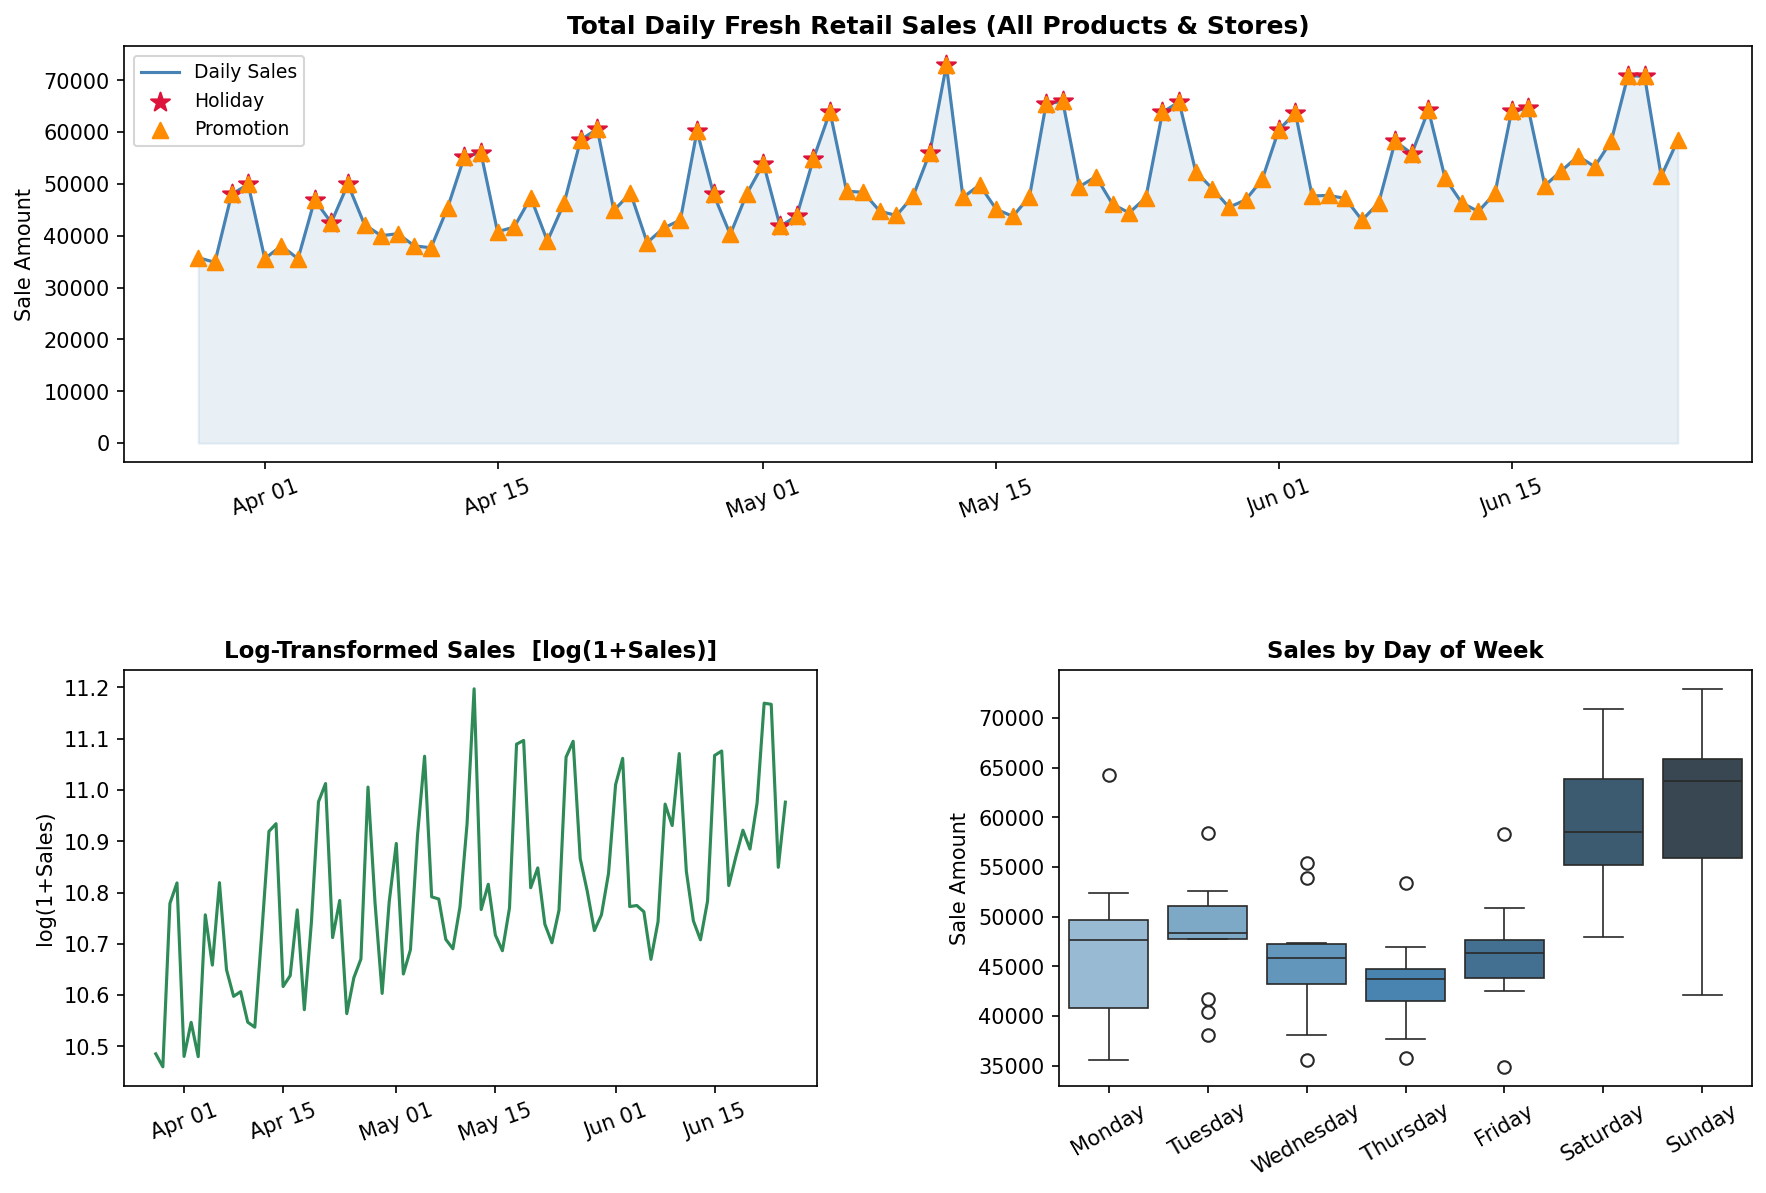 Total Daily Fresh Retail Sales (All Products & Stores)
Daily Sales
Holiday
Promotion
Sale Amount
70000
60000
50000
40000
30000
20000
10000
0
Apr 01
Apr 15
May 01
May 15
Jun 01
Jun 15
Log-Transformed Sales [log(1+Sales)]
log(1+Sales)
11.2
11.1
11.0
10.9
10.8
10.7
10.6
10.5
Apr 01
Apr 15
May 01
May 15
Jun 01
Jun 15
Sales by Day of Week
Sale Amount
70000
65000
60000
55000
50000
45000
40000
35000
Monday
Tuesday
Wednesday
Thursday
Friday
Saturday
Sunday